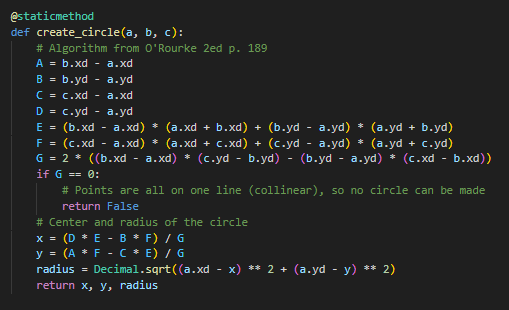 @staticmethod
def create_circle(a, b, c):
    # Algorithm from O'Rourke 2ed p. 189
    A = b.xd - a.xd
    B = b.yd - a.yd
    C = c.xd - a.xd
    D = c.yd - a.yd
    E = (b.xd - a.xd) * (a.xd + b.xd) + (b.yd - a.yd) * (a.yd + b.yd)
    F = (c.xd - a.xd) * (a.xd + c.xd) + (c.yd - a.yd) * (a.yd + c.yd)
    G = 2 * ((b.xd - a.xd) * (c.yd - b.yd) - (b.yd - a.yd) * (c.xd - b.xd))
    if G == 0:
        # Points are all on one line (collinear), so no circle can be made
        return False
    # Center and radius of the circle
    x = (D * E - B * F) / G
    y = (A * F - C * E) / G
    radius = Decimal.sqrt((a.xd - x) ** 2 + (a.yd - y) ** 2)
    return x, y, radius